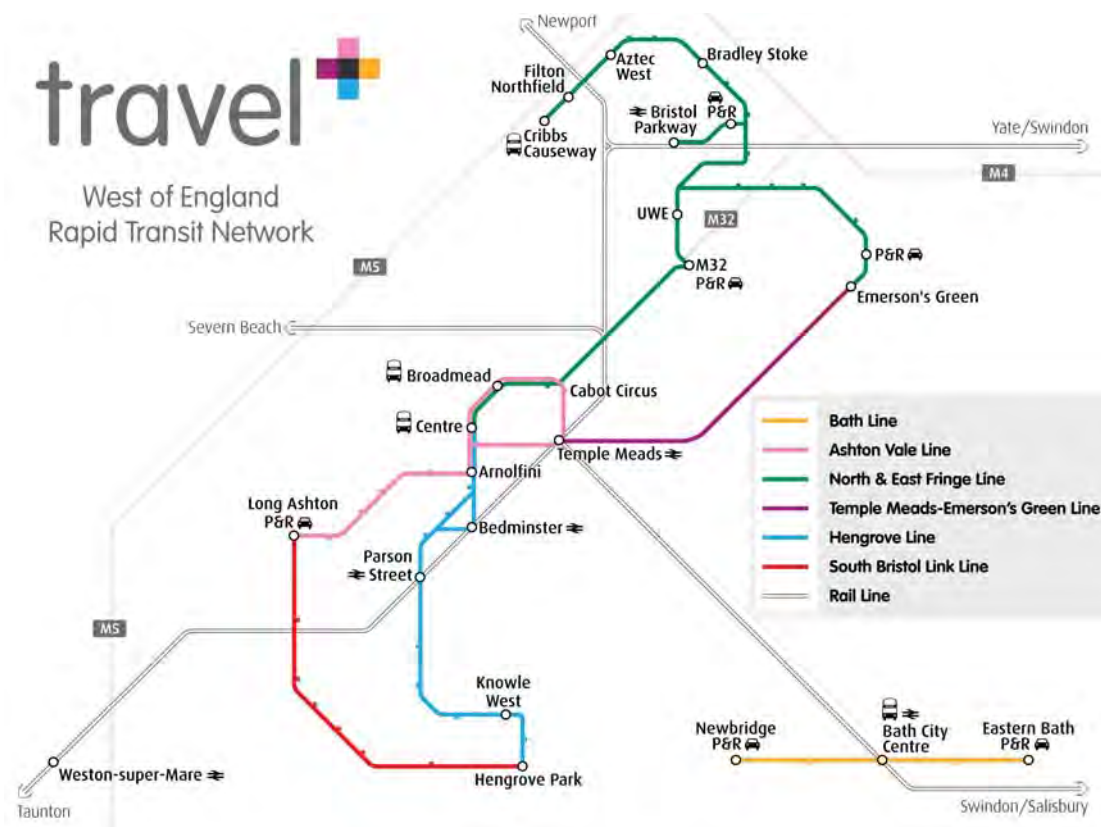 travel
West of England
Rapid Transit Network
Newport
Aztec
West
Bradley Stoke
Filton
Northfield
Cribbs
Causeway
P&R
Bristol
Parkway
Yate/Swindon
M4
UWE
M32
M5
M32
P&R
P&R
Emerson's Green
Severn Beach
Broadmead
Cabot Circus
Centre
Temple Meads
Arnolfini
Long Ashton
P&R
Bedminster
Parson
Street
Bath Line
Ashton Vale Line
North & East Fringe Line
Temple Meads-Emerson's Green Line
Hengrove Line
South Bristol Link Line
Rail Line
M5
Knowle
West
Newbridge
P&R
Bath City
Centre
Eastern Bath
P&R
Weston-super-Mare
Hengrove Park
Taunton
Swindon/Salisbury